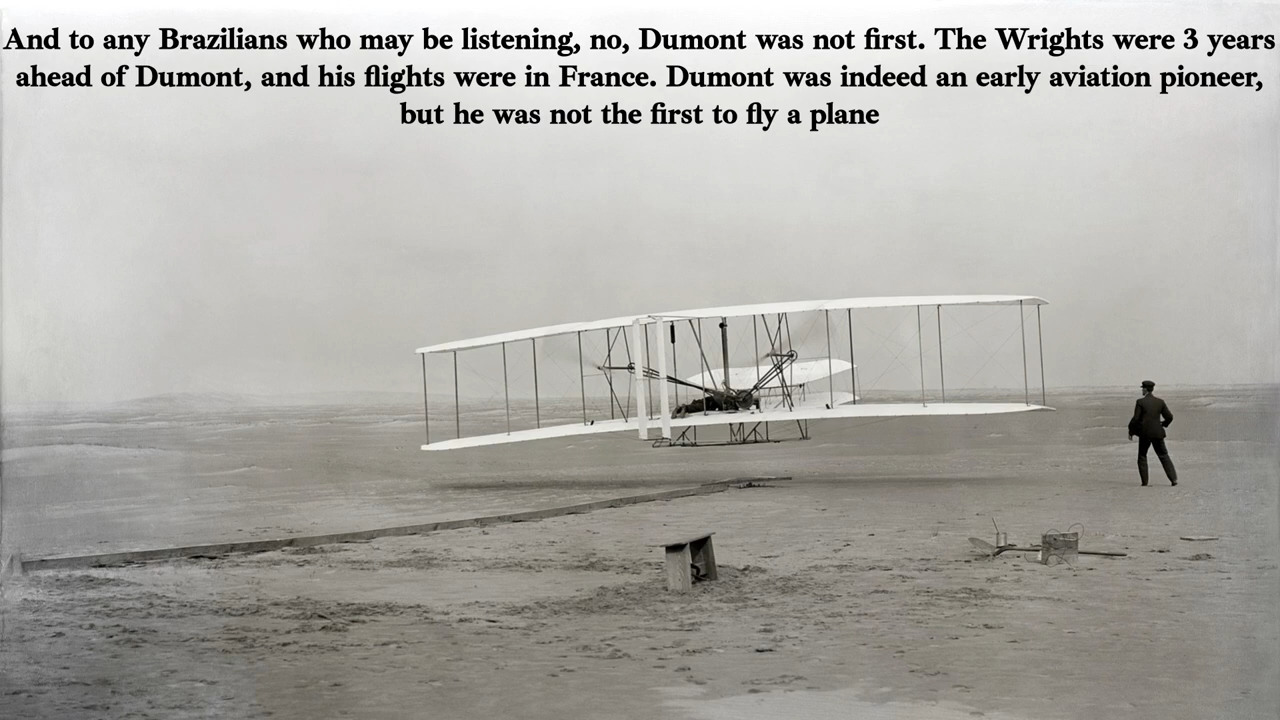 And to any Brazilians who may be listening, no, Dumont was not first. The Wrights were 3 years
ahead of Dumont, and his flights were in France. Dumont was indeed an early aviation pioneer,
but he was not the first to fly a plane